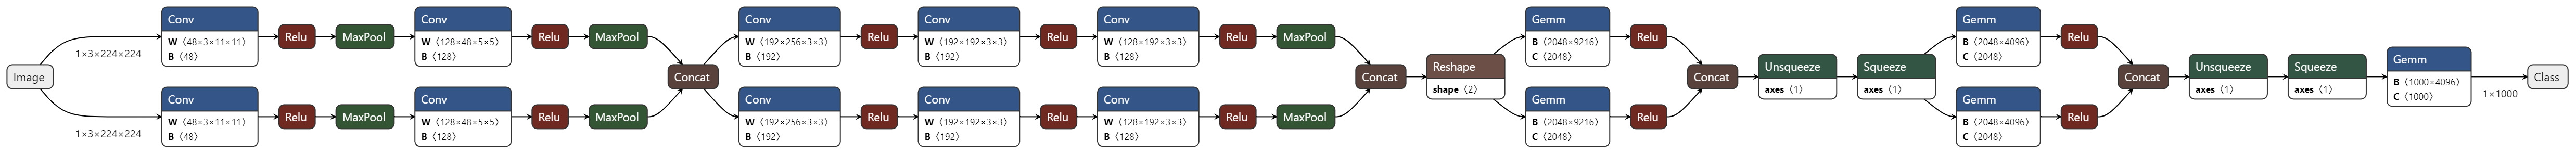 Image
1×3×224×224
Conv
W ⟨48×3×11×11⟩
B ⟨48⟩
Relu
MaxPool
Conv
W ⟨128×48×5×5⟩
B ⟨128⟩
Relu
MaxPool
1×3×224×224
Conv
W ⟨48×3×11×11⟩
B ⟨48⟩
Relu
MaxPool
Conv
W ⟨128×48×5×5⟩
B ⟨128⟩
Relu
MaxPool
Concat
Conv
W ⟨192×256×3×3⟩
B ⟨192⟩
Relu
Conv
W ⟨192×192×3×3⟩
B ⟨192⟩
Relu
Conv
W ⟨128×192×3×3⟩
B ⟨128⟩
Relu
MaxPool
Conv
W ⟨192×256×3×3⟩
B ⟨192⟩
Relu
Conv
W ⟨192×192×3×3⟩
B ⟨192⟩
Relu
Conv
W ⟨128×192×3×3⟩
B ⟨128⟩
Relu
MaxPool
Concat
Reshape
shape ⟨2⟩
Gemm
B ⟨2048×9216⟩
C ⟨2048⟩
Relu
Gemm
B ⟨2048×9216⟩
C ⟨2048⟩
Relu
Concat
Unsqueeze
axes ⟨1⟩
Squeeze
axes ⟨1⟩
Gemm
B ⟨2048×4096⟩
C ⟨2048⟩
Relu
Gemm
B ⟨2048×4096⟩
C ⟨2048⟩
Relu
Concat
Unsqueeze
axes ⟨1⟩
Squeeze
axes ⟨1⟩
Gemm
B ⟨1000×4096⟩
C ⟨1000⟩
1×1000
Class